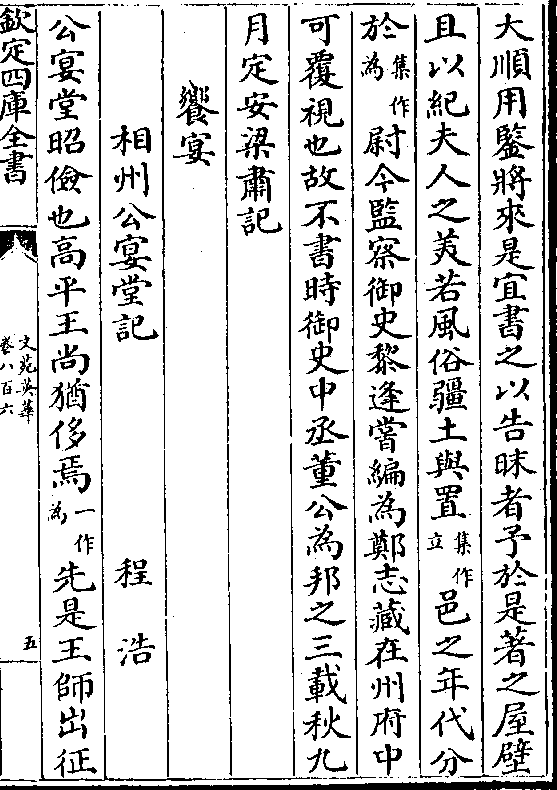 大順用鑒將來是宜書之以告昧者予於是著之屋壁
且以紀夫人之美若風俗疆土與置集作立邑之年代分
於集作為尉今監察御史黎逢嘗編為鄭志藏在州府中
可覆視也故不書時御史中丞董公為邦之三載秋九
月定安梁肅記
饗宴
相州公宴堂記 程浩
公宴堂昭儉也高平王尚猶侈焉一作為先是王師出征
欽定四庫全書
文苑英華
卷八百六
五